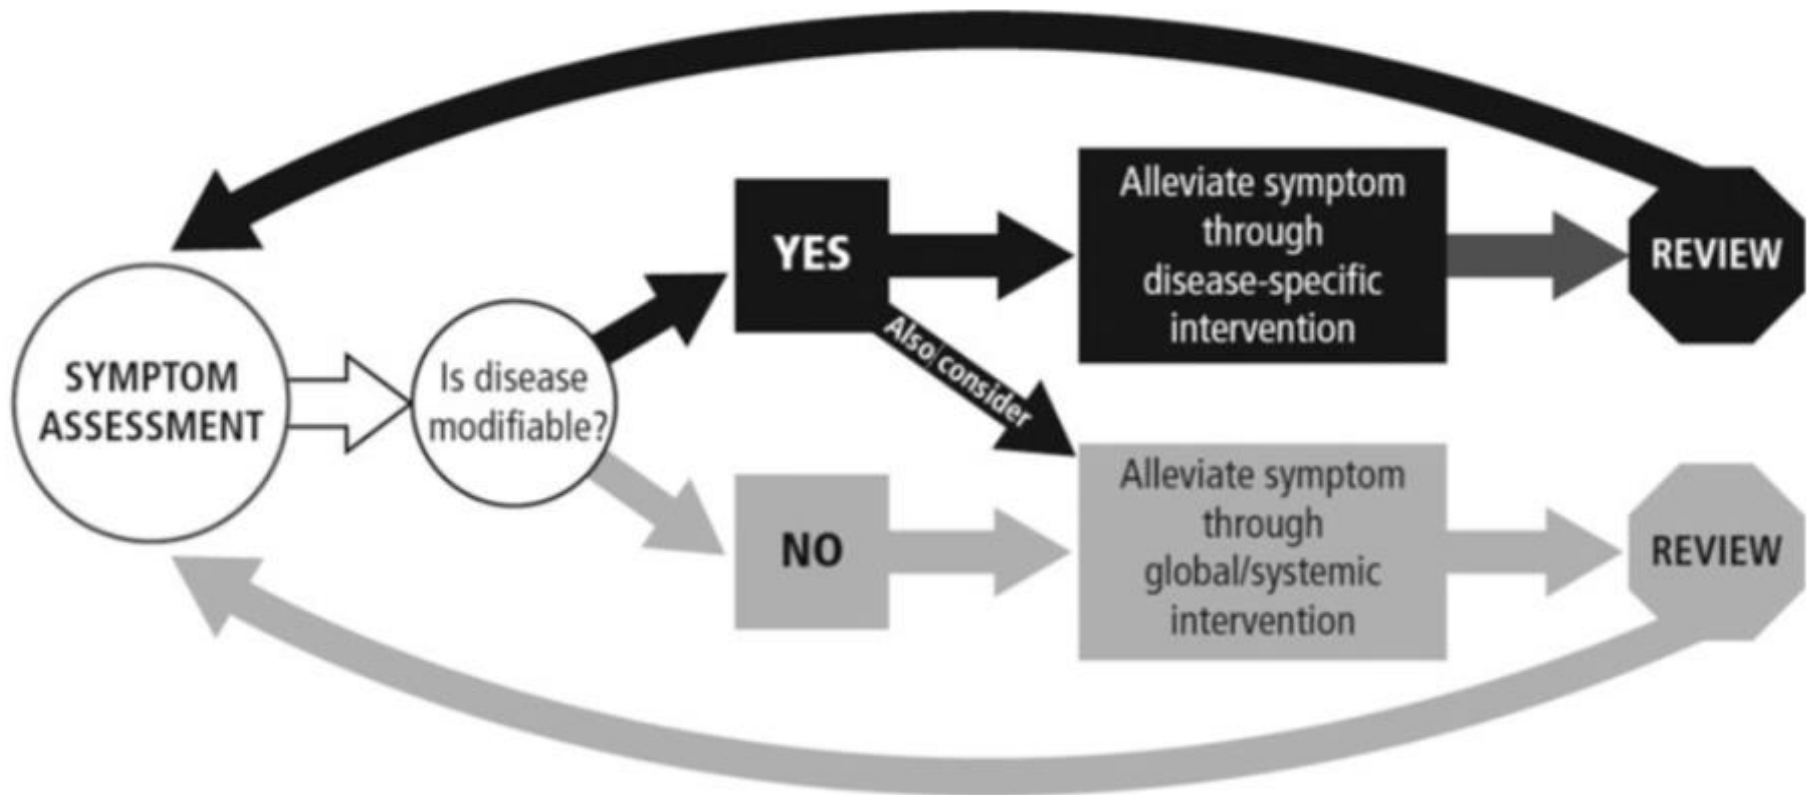 SYMPTOM
ASSESSMENT
Is disease
modifiable?
YES
Also consider
Alleviate symptom
through
disease-specific
intervention
REVIEW
NO
Alleviate symptom
through
global/systemic
intervention
REVIEW